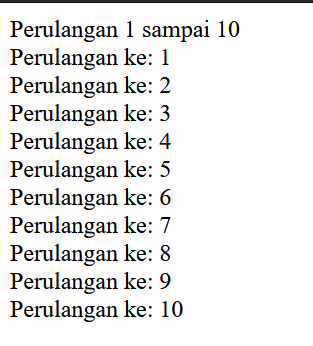 Perulangan 1 sampai 10
Perulangan ke: 1
Perulangan ke: 2
Perulangan ke: 3
Perulangan ke: 4
Perulangan ke: 5
Perulangan ke: 6
Perulangan ke: 7
Perulangan ke: 8
Perulangan ke: 9
Perulangan ke: 10